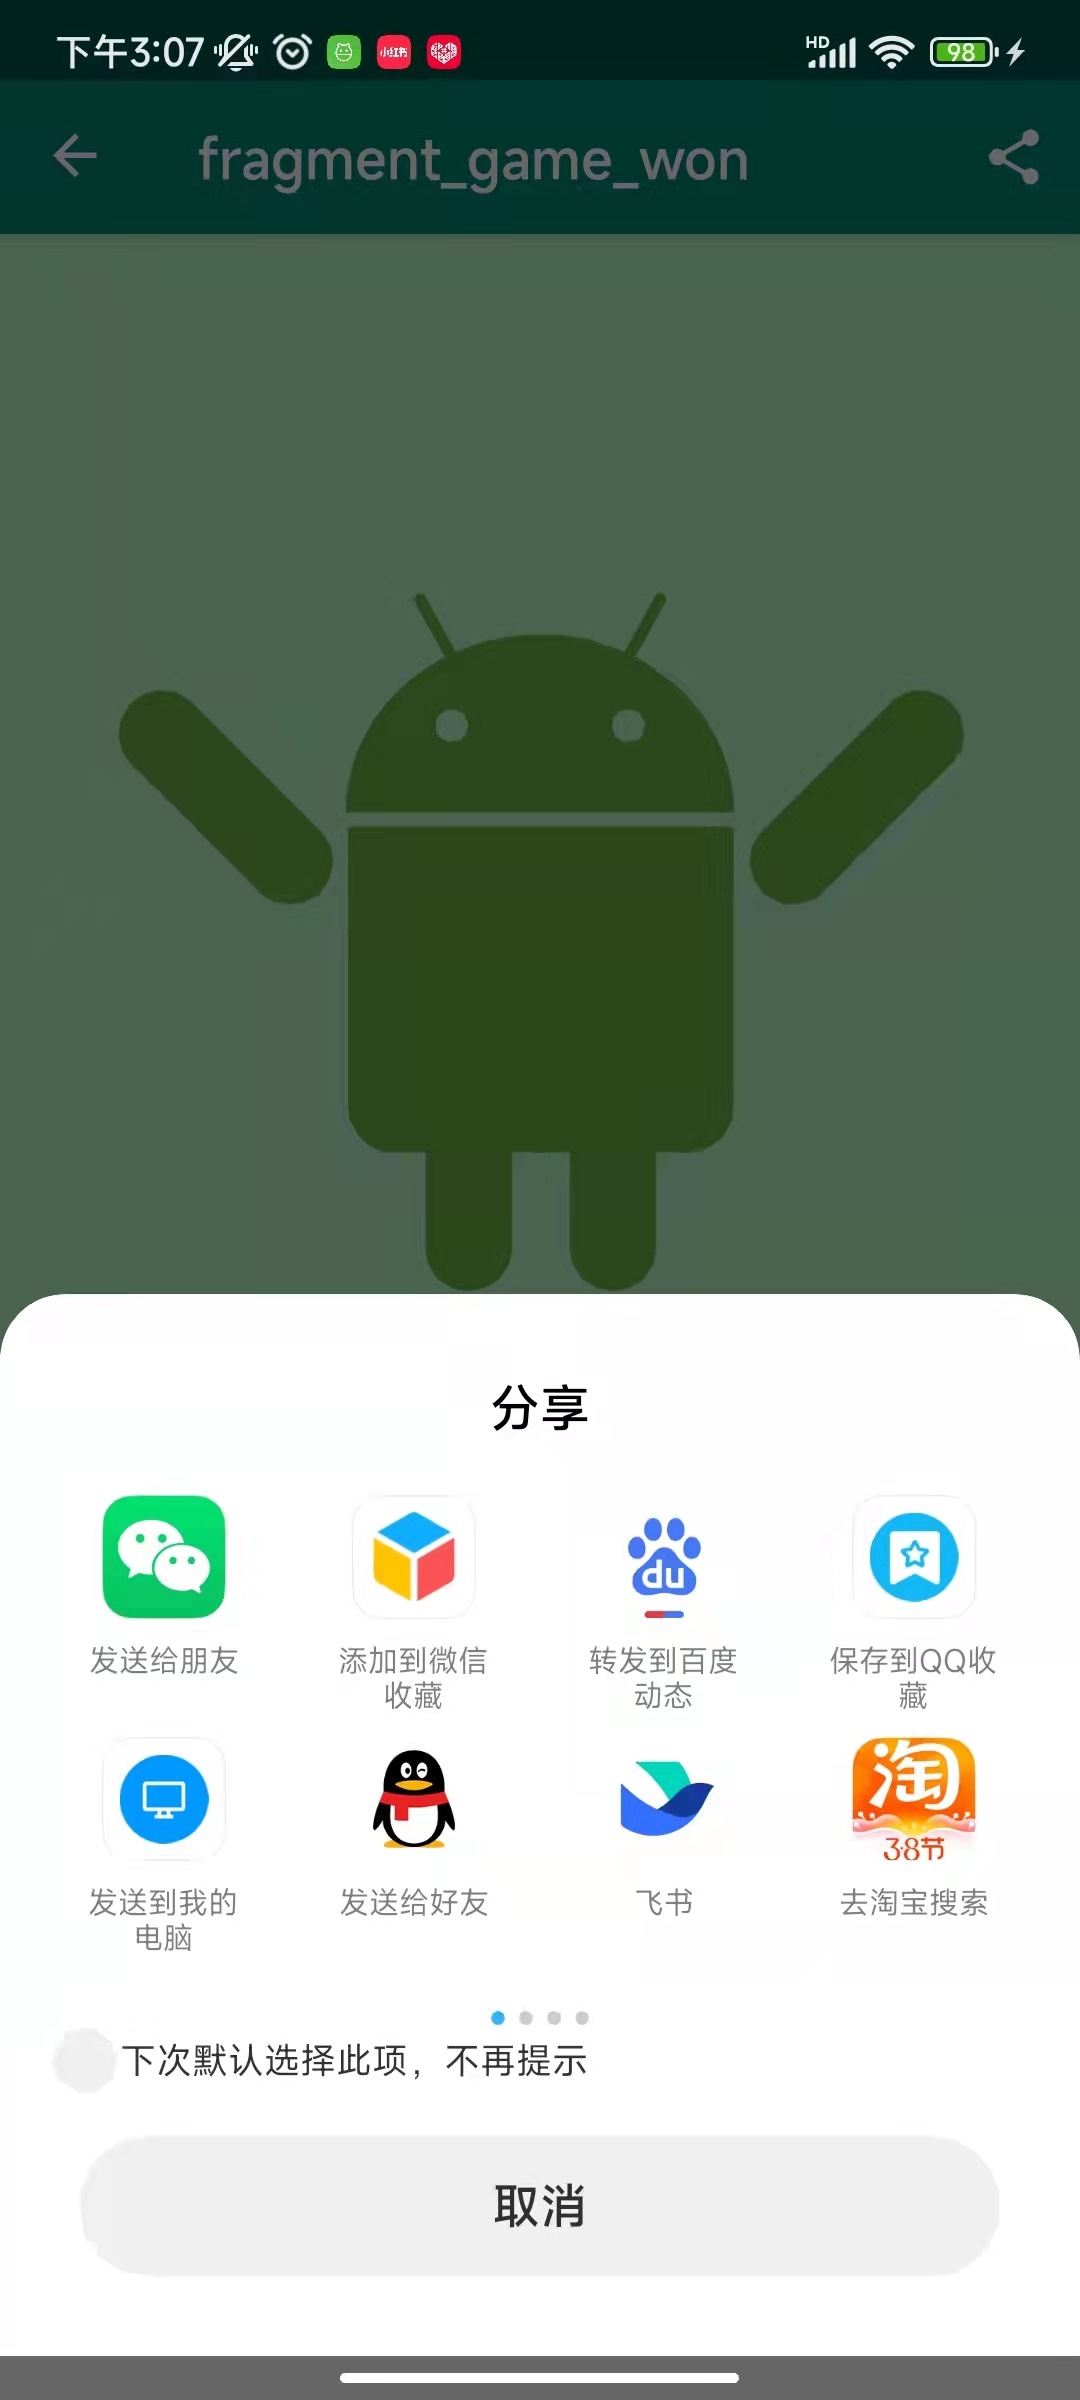 下午3:07
小红书
HD
98
fragment_game_won
分享
du
淘
3.8节
发送给朋友
添加到微信
收藏
转发到百度
动态
保存到QQ收
藏
发送到我的
电脑
发送给好友
飞书
去淘宝搜索
下次默认选择此项，不再提示
取消